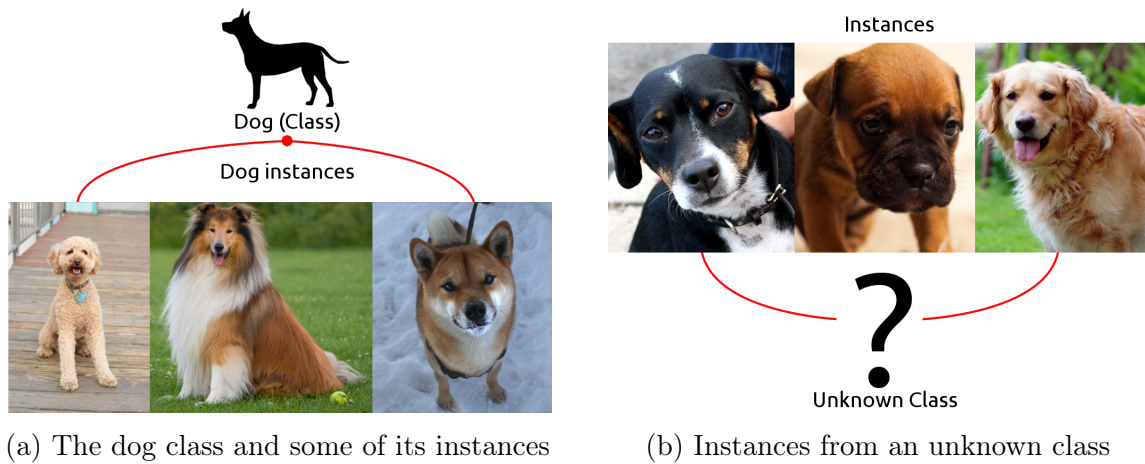 Dog (Class)
Dog instances
(a) The dog class and some of its instances
Instances
?
Unknown Class
(b) Instances from an unknown class